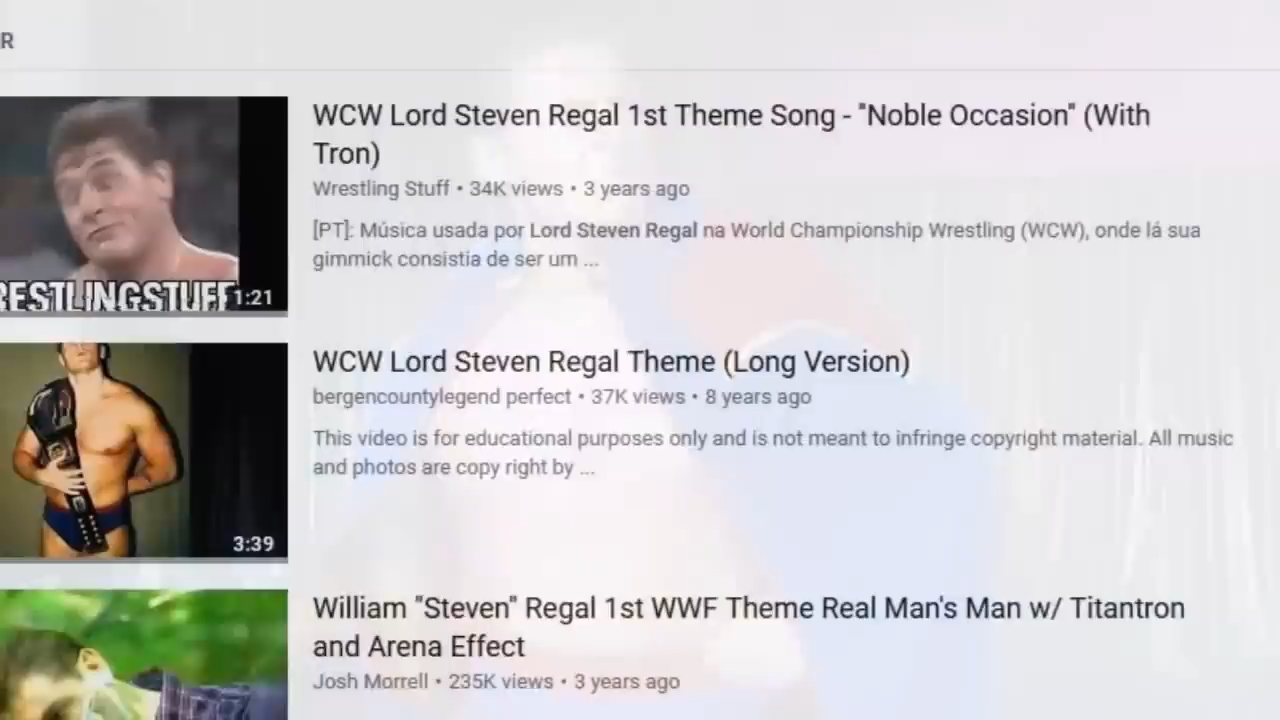 R
WCW Lord Steven Regal 1st Theme Song - "Noble Occasion" (With
Tron)
Wrestling Stuff • 34K views • 3 years ago
[PT]: Música usada por Lord Steven Regal na World Championship Wrestling (WCW), onde lá sua
gimmick consistia de ser um ...
RESTLINGSTUFF
1:21
WCW Lord Steven Regal Theme (Long Version)
bergencountylegend perfect • 37K views • 8 years ago
This video is for educational purposes only and is not meant to infringe copyright material. All music
and photos are copy right by ...
3:39
William "Steven" Regal 1st WWF Theme Real Man's Man w/ Titantron
and Arena Effect
Josh Morrell • 235K views • 3 years ago